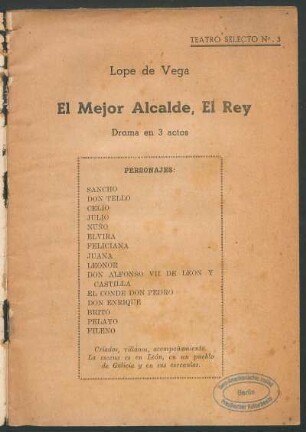 TEATRO SELECTO Nº. 3
Lope de Vega
El Mejor Alcalde, El Rey
Drama en 3 actos
PERSONAJES:
SANCHO
DON TELLO
CELIO
JULIO
NUÑO
ELVIRA
FELICIANA
JUANA
LEONOR
DON ALFONSO VII DE LEON Y
CASTILLA
EL CONDE DON PEDRO
DON ENRIQUE
BRITO
PELAYO
FILENO
Criados, villanos, acompañamiento.
La escena es en León, en un pueblo
de Galicia y en sus cercanías.
Berlin